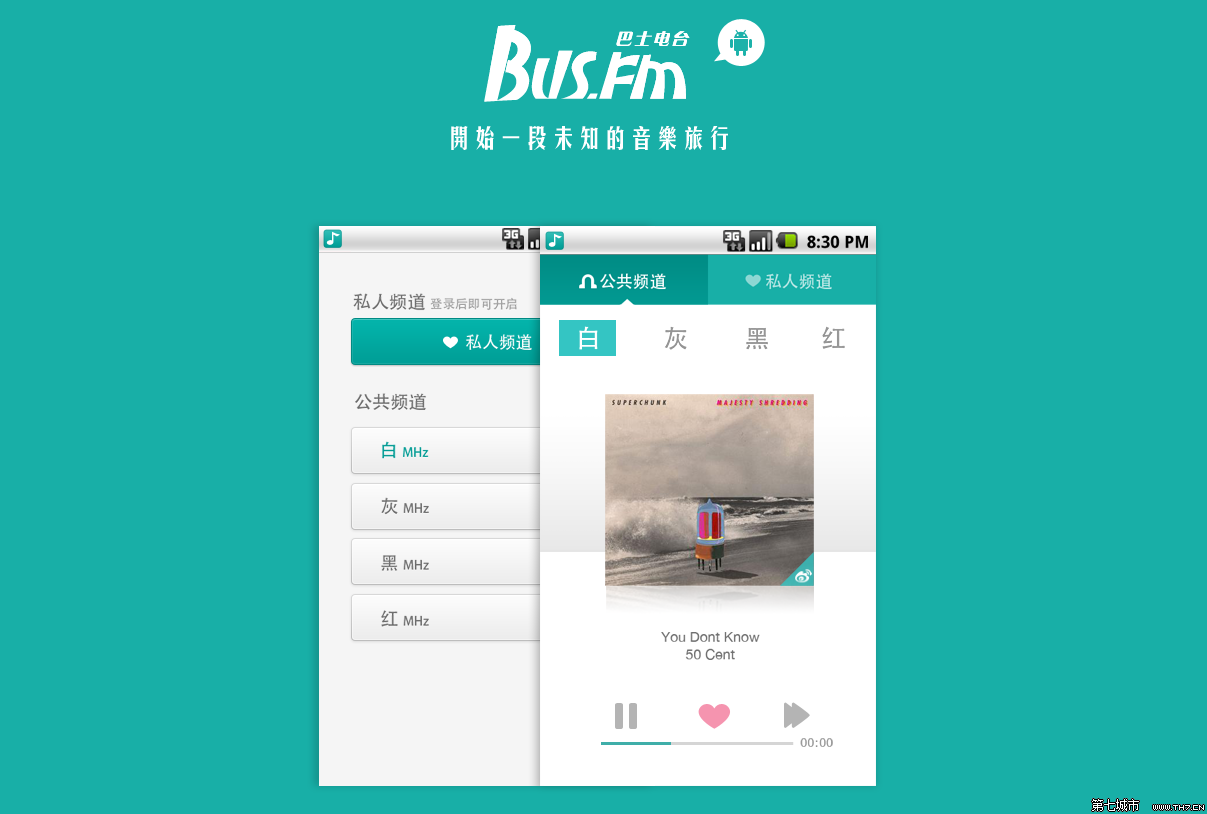 巴士电台
BUS.Fm
開始一段未知的音樂旅行
3G
3G 8:30 PM
私人频道 登录后即可开启
私人频道
公共频道
白 MHz
灰 MHz
黑 MHz
红 MHz
公共频道 私人频道
白 灰 黑 红
SUPERCHUNK MAJESTY SHREDDING
You Dont Know
50 Cent
00:00
第七城市 WWW.TH7.CN